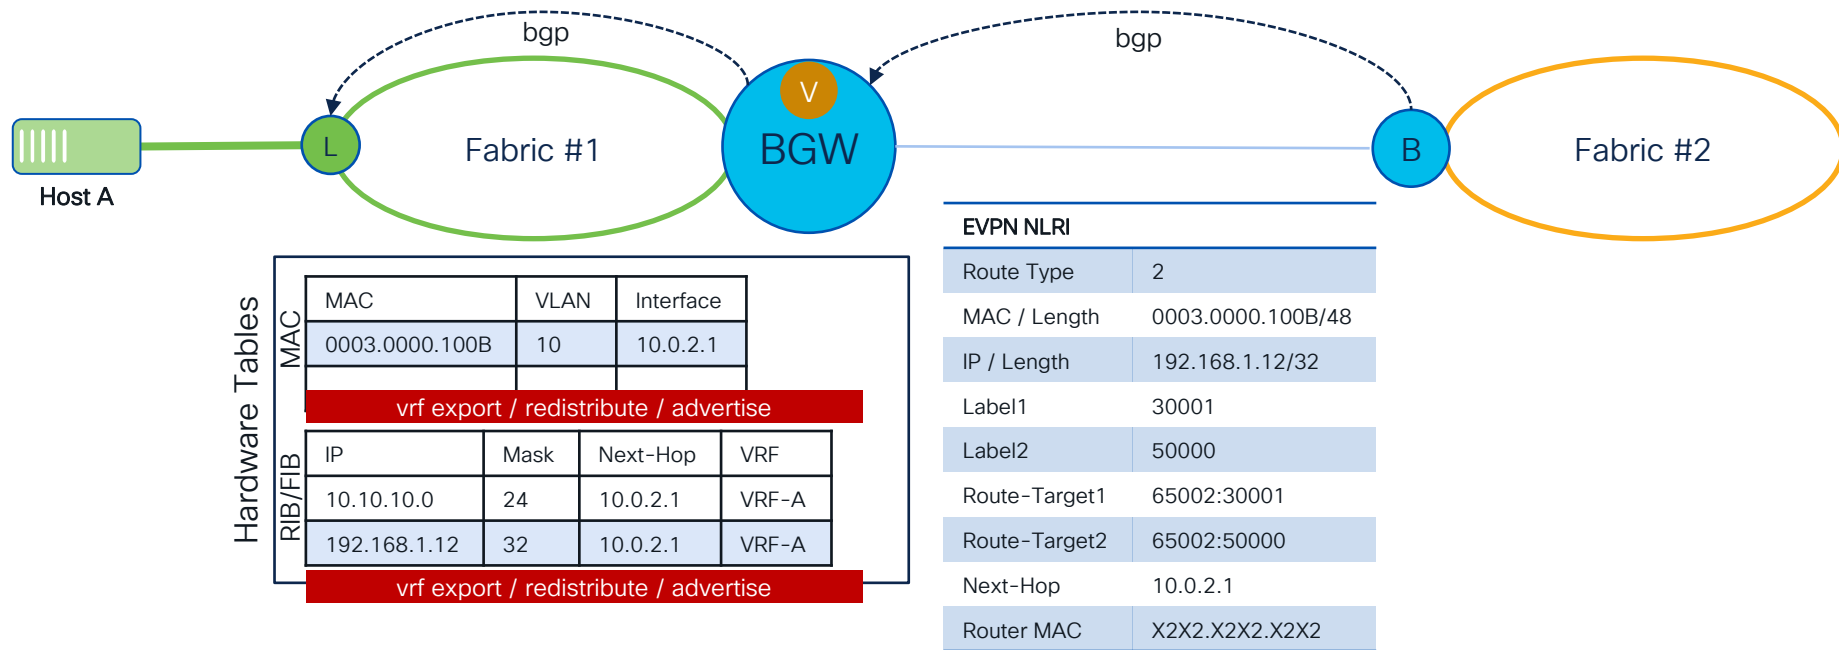 bgp
bgp
V
L
Fabric #1
BGW
B
Fabric #2
Host A
Hardware Tables
MAC
MAC VLAN Interface
0003.0000.100B 10 10.0.2.1
vrf export / redistribute / advertise
RIB/FIB
IP Mask Next-Hop VRF
10.10.10.0 24 10.0.2.1 VRF-A
192.168.1.12 32 10.0.2.1 VRF-A
vrf export / redistribute / advertise
EVPN NLRI
Route Type 2
MAC / Length 0003.0000.100B/48
IP / Length 192.168.1.12/32
Label1 30001
Label2 50000
Route-Target1 65002:30001
Route-Target2 65002:50000
Next-Hop 10.0.2.1
Router MAC X2X2.X2X2.X2X2